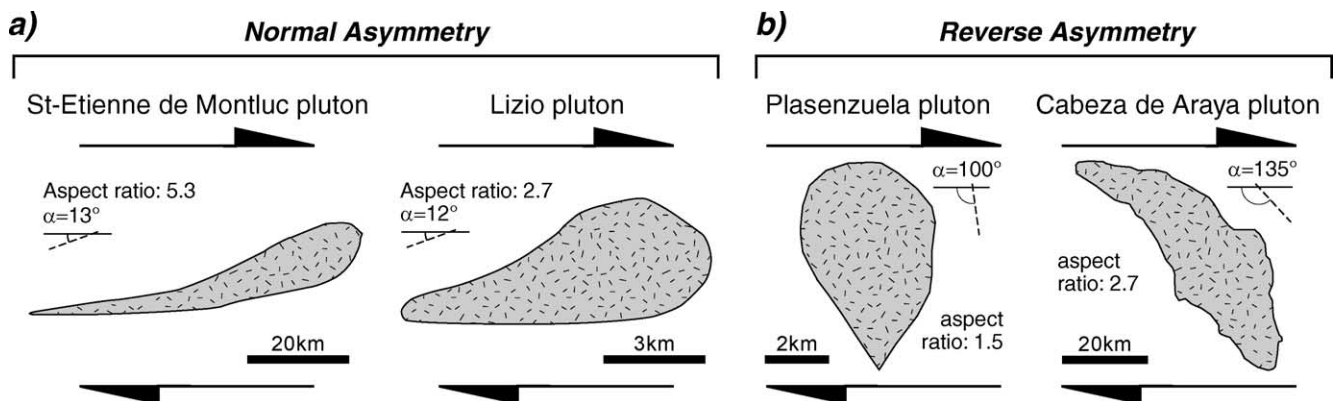 a)
Normal Asymmetry
St-Etienne de Montluc pluton
Aspect ratio: 5.3
α=13°
20km
Lizio pluton
Aspect ratio: 2.7
α=12°
3km
b)
Reverse Asymmetry
Plasenzuela pluton
α=100°
aspect
ratio: 1.5
2km
Cabeza de Araya pluton
α=135°
aspect
ratio: 2.7
20km